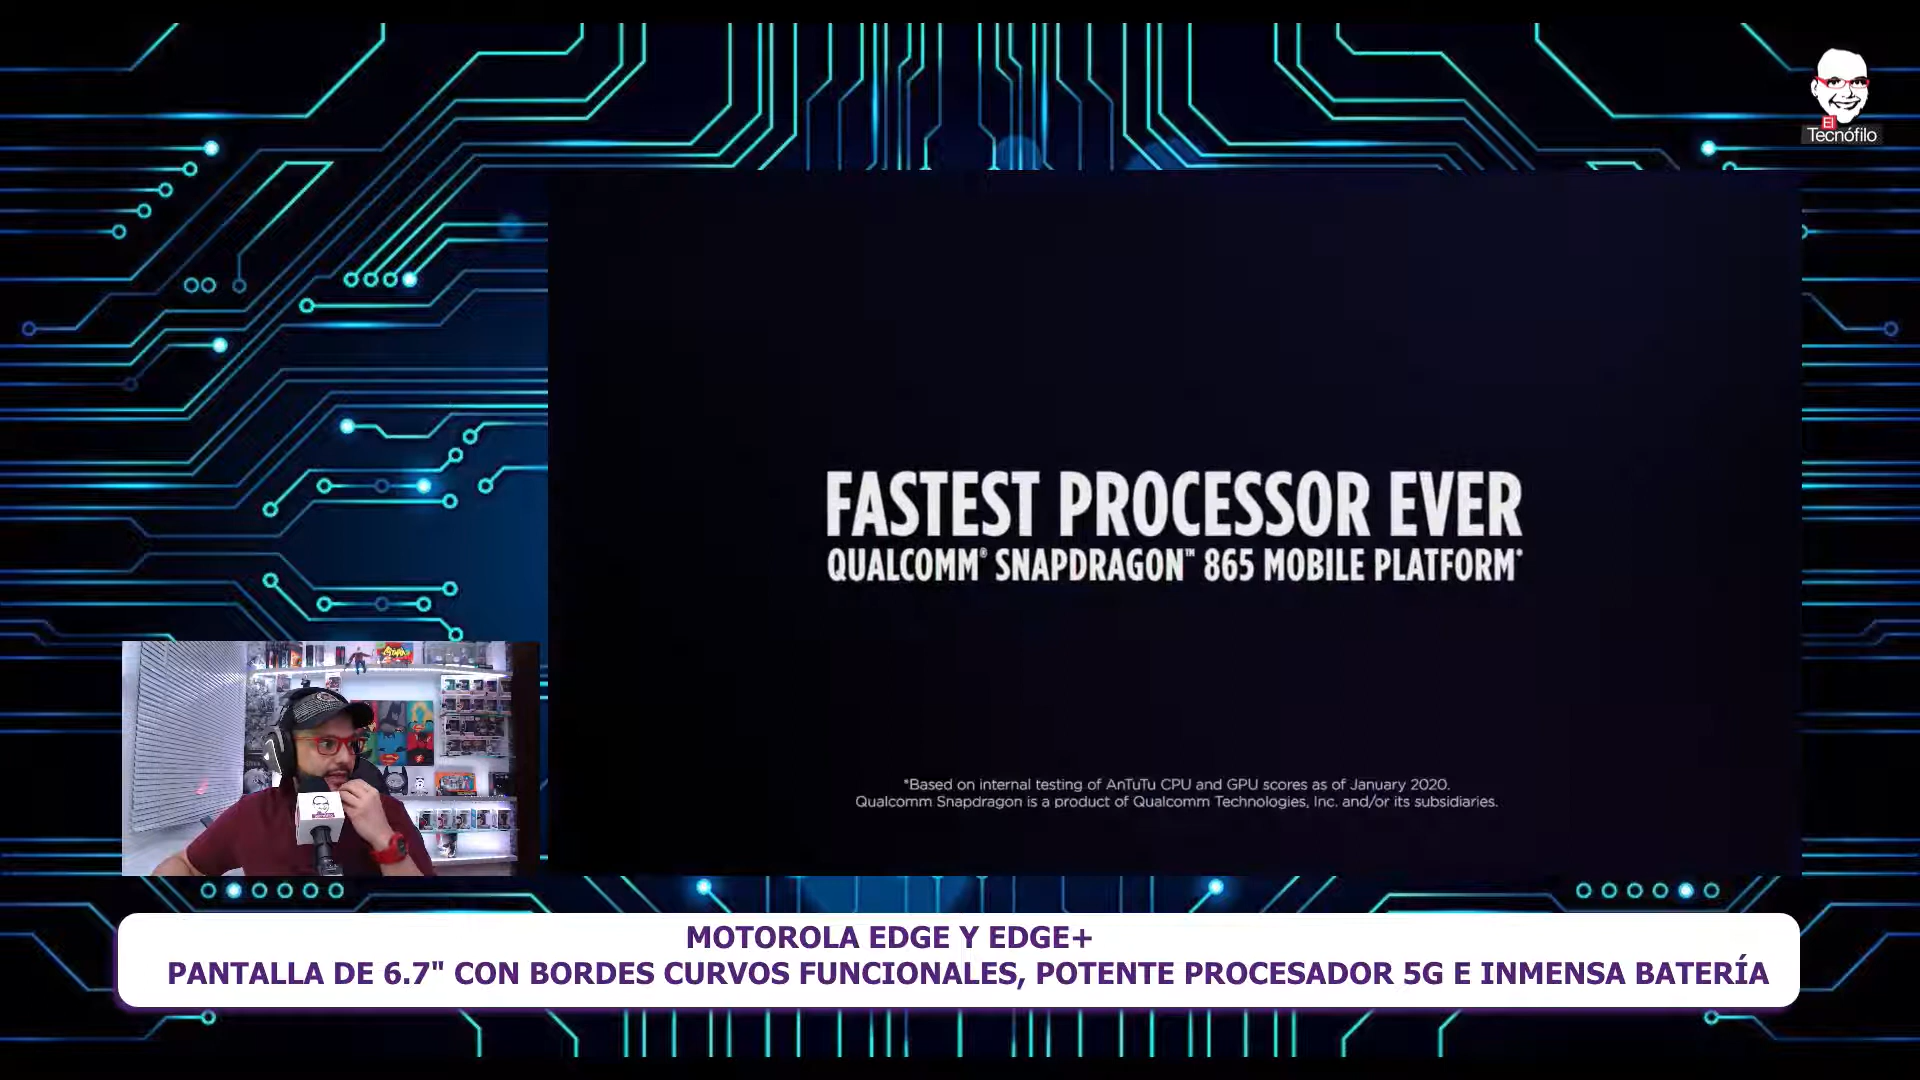 El
Tecnófilo
FASTEST PROCESSOR EVER
QUALCOMM® SNAPDRAGON™ 865 MOBILE PLATFORM*
*Based on internal testing of AnTuTu CPU and GPU scores as of January 2020.
Qualcomm Snapdragon is a product of Qualcomm Technologies, Inc. and/or its subsidiaries.
MOTOROLA EDGE Y EDGE+
PANTALLA DE 6.7" CON BORDES CURVOS FUNCIONALES, POTENTE PROCESADOR 5G E INMENSA BATERÍA